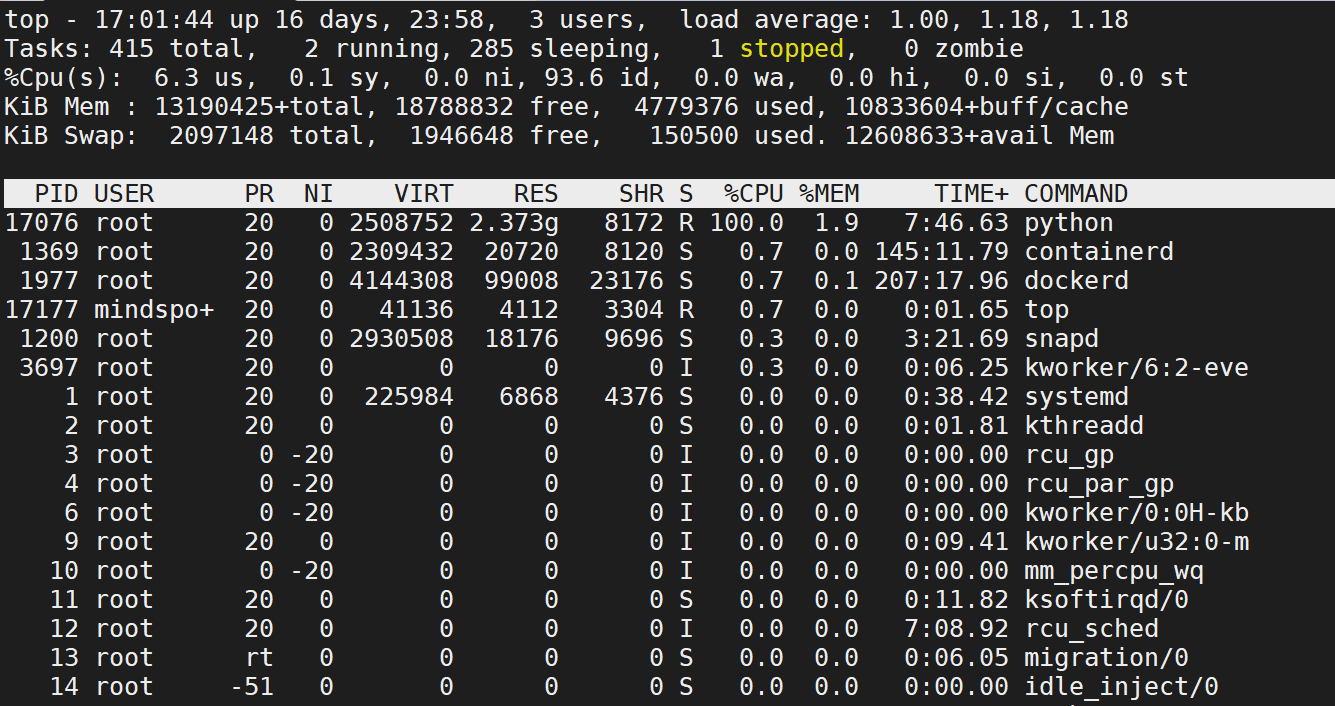 top - 17:01:44 up 16 days, 23:58,  3 users,  load average: 1.00, 1.18, 1.18
Tasks: 415 total,   2 running, 285 sleeping,   1 stopped,   0 zombie
%Cpu(s):  6.3 us,  0.1 sy,  0.0 ni, 93.6 id,  0.0 wa,  0.0 hi,  0.0 si,  0.0 st
KiB Mem : 13190425+total, 18788832 free,  4779376 used, 10833604+buff/cache
KiB Swap:  2097148 total,  1946648 free,   150500 used. 12608633+avail Mem
  PID USER      PR  NI    VIRT    RES    SHR S  %CPU %MEM     TIME+ COMMAND
17076 root      20   0 2508752 2.373g   8172 R 100.0  1.9   7:46.63 python
 1369 root      20   0 2309432  20720   8120 S   0.7  0.0 145:11.79 containerd
 1977 root      20   0 4144308  99008  23176 S   0.7  0.1 207:17.96 dockerd
17177 mindspo+  20   0   41136   4112   3304 R   0.7  0.0   0:01.65 top
 1200 root      20   0 2930508  18176   9696 S   0.3  0.0   3:21.69 snapd
 3697 root      20   0       0      0      0 I   0.3  0.0   0:06.25 kworker/6:2-eve
    1 root      20   0  225984   6868   4376 S   0.0  0.0   0:38.42 systemd
    2 root      20   0       0      0      0 S   0.0  0.0   0:01.81 kthreadd
    3 root       0 -20       0      0      0 I   0.0  0.0   0:00.00 rcu_gp
    4 root       0 -20       0      0      0 I   0.0  0.0   0:00.00 rcu_par_gp
    6 root       0 -20       0      0      0 I   0.0  0.0   0:00.00 kworker/0:0H-kb
    9 root      20   0       0      0      0 I   0.0  0.0   0:09.41 kworker/u32:0-m
   10 root       0 -20       0      0      0 I   0.0  0.0   0:00.00 mm_percpu_wq
   11 root      20   0       0      0      0 S   0.0  0.0   0:11.82 ksoftirqd/0
   12 root      20   0       0      0      0 I   0.0  0.0   7:08.92 rcu_sched
   13 root      rt   0       0      0      0 S   0.0  0.0   0:06.05 migration/0
   14 root     -51   0       0      0      0 S   0.0  0.0   0:00.00 idle_inject/0